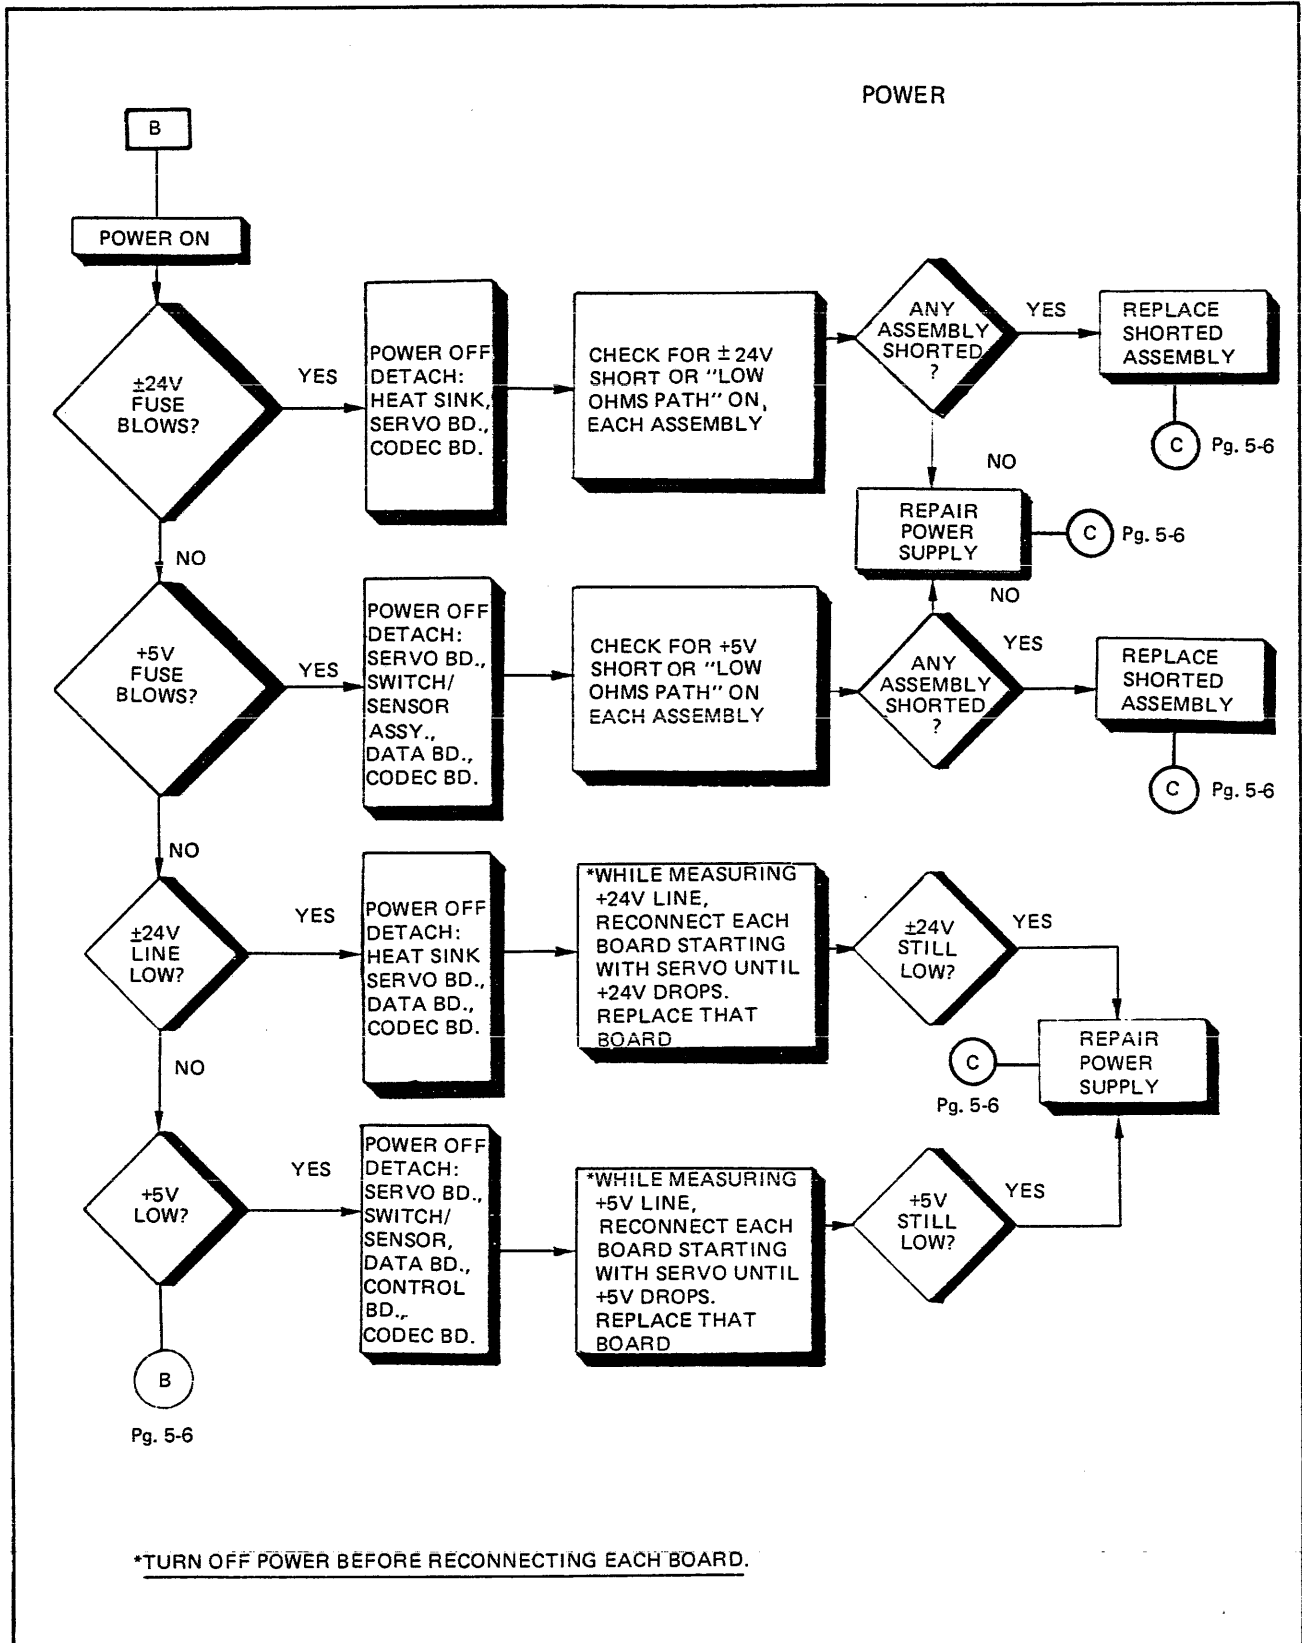 POWER
B
POWER ON
±24V
FUSE
BLOWS?
YES
POWER OFF
DETACH:
HEAT SINK,
SERVO BD.,
CODEC BD.
CHECK FOR ±24V
SHORT OR "LOW
OHMS PATH" ON,
EACH ASSEMBLY
ANY
ASSEMBLY
SHORTED
?
YES
REPLACE
SHORTED
ASSEMBLY
C Pg. 5-6
NO
REPAIR
POWER
SUPPLY
C Pg. 5-6
NO
NO
+5V
FUSE
BLOWS?
YES
POWER OFF
DETACH:
SERVO BD.,
SWITCH/
SENSOR
ASSY.,
DATA BD.,
CODEC BD.
CHECK FOR +5V
SHORT OR "LOW
OHMS PATH" ON
EACH ASSEMBLY
ANY
ASSEMBLY
SHORTED
?
YES
REPLACE
SHORTED
ASSEMBLY
C Pg. 5-6
NO
±24V
LINE
LOW?
YES
POWER OFF
DETACH:
HEAT SINK
SERVO BD.,
DATA BD.,
CODEC BD.
*WHILE MEASURING
+24V LINE,
RECONNECT EACH
BOARD STARTING
WITH SERVO UNTIL
+24V DROPS.
REPLACE THAT
BOARD
±24V
STILL
LOW?
YES
REPAIR
POWER
SUPPLY
C
Pg. 5-6
NO
+5V
LOW?
YES
POWER OFF
DETACH:
SERVO BD.,
SWITCH/
SENSOR,
DATA BD.,
CONTROL
BD.,
CODEC BD.
*WHILE MEASURING
+5V LINE,
RECONNECT EACH
BOARD STARTING
WITH SERVO UNTIL
+5V DROPS.
REPLACE THAT
BOARD
+5V
STILL
LOW?
YES
B
Pg. 5-6
*TURN OFF POWER BEFORE RECONNECTING EACH BOARD.